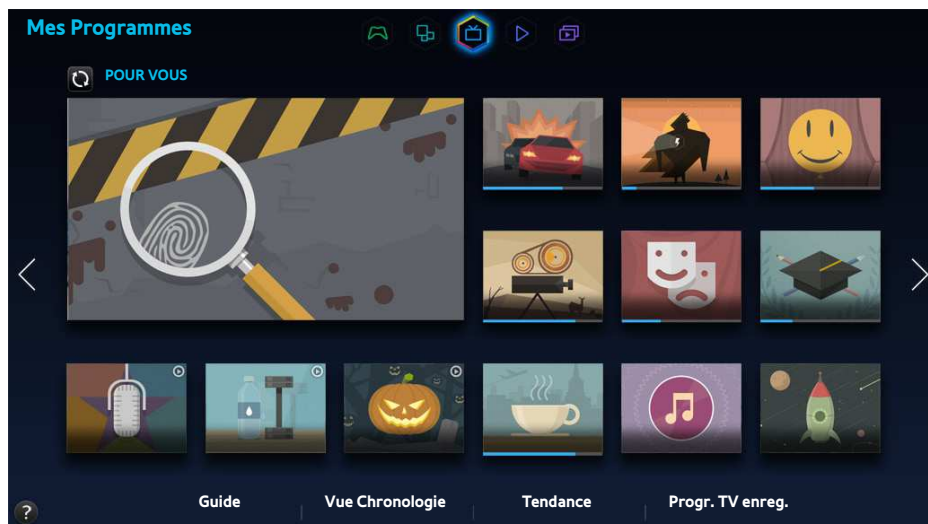 Mes Programmes
POUR VOUS
Guide
Vue Chronologie
Tendance
Progr. TV enreg.
?